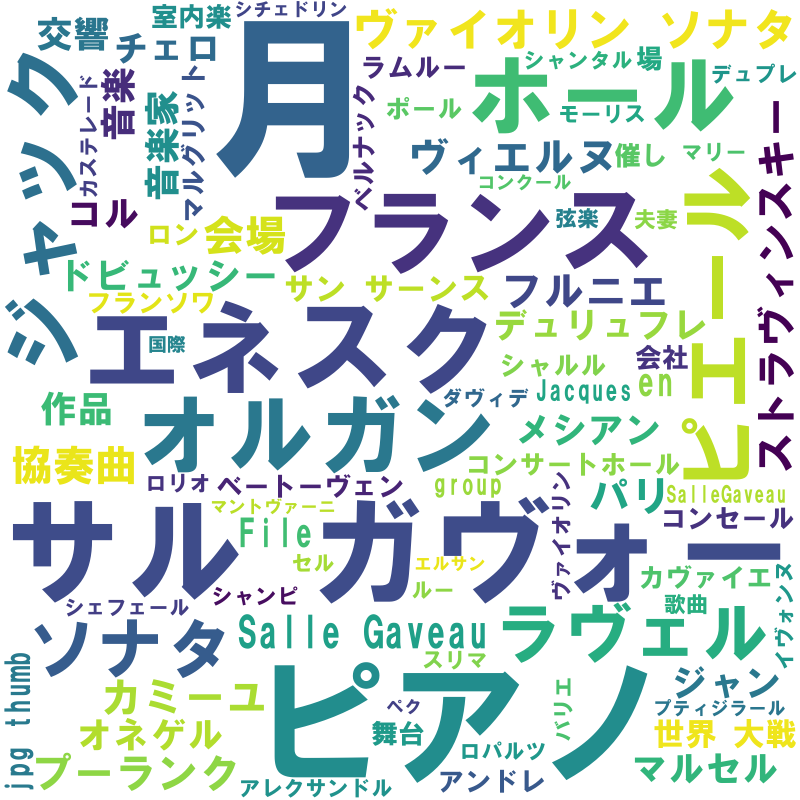 シチェドリン
室内楽
交響
チェロ
月
ヴァイオリン ソナタ
ラムルー
シャンタル
場
デュプレ
ジャック
カステレード
音楽
音楽家
マルグリット
ベルナック
ポール
ホール
モーリス
ヴィエルヌ
催し
マリー
コンクール
コル
ロン
会場
フランス
弦楽
夫妻
ピエール
ストラヴィンスキー
ドビュッシー
サン サーンス
フルニエ
フランソワ
エネスク
国際
デュリュフレ
シャルル
会社
ダヴィデ
Jacques
en
作品
オルガン
メシアン
協奏曲
コンサートホール
ロリオ
ベートーヴェン
group
パリ
SalleGaveau
マントヴァーニ
コンセール
サル ガヴォー
File
セル
エルサン
ルー
ヴァイオリン
カヴァイエ
シャンピ
シェフェール
歌曲
イヴォンヌ
ソナタ
Salle Gaveau
ラヴェル
スリマ
jpg thumb
カミーユ
ピアノ
ジャン
バリエ
ペク
プティジラール
オネゲル
舞台
世界 大戦
ロパルツ
プーランク
アレクサンドル
アンドレ
マルセル